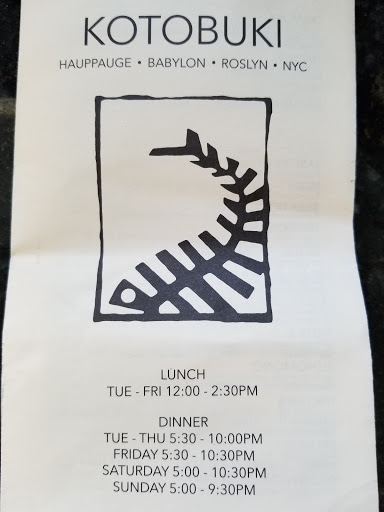 KOTOBUKI
HAUPPAUGE • BABYLON • ROSLYN • NYC
LUNCH
TUE - FRI 12:00 - 2:30PM
DINNER
TUE - THU 5:30 - 10:00PM
FRIDAY 5:30 - 10:30PM
SATURDAY 5:00 - 10:30PM
SUNDAY 5:00 - 9:30PM